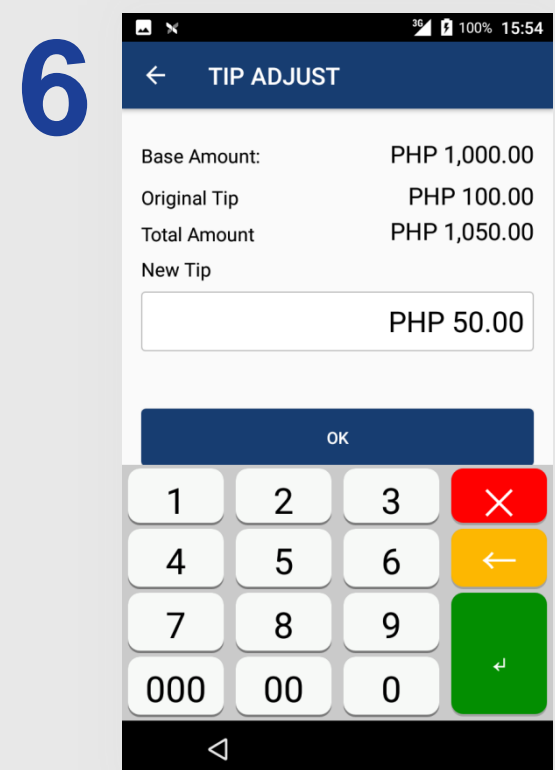 6
3G 100% 15:54
TIP ADJUST
Base Amount: PHP 1,000.00
Original Tip PHP 100.00
Total Amount PHP 1,050.00
New Tip
PHP 50.00
OK
1 2 3
4 5 6
7 8 9
000 00 0